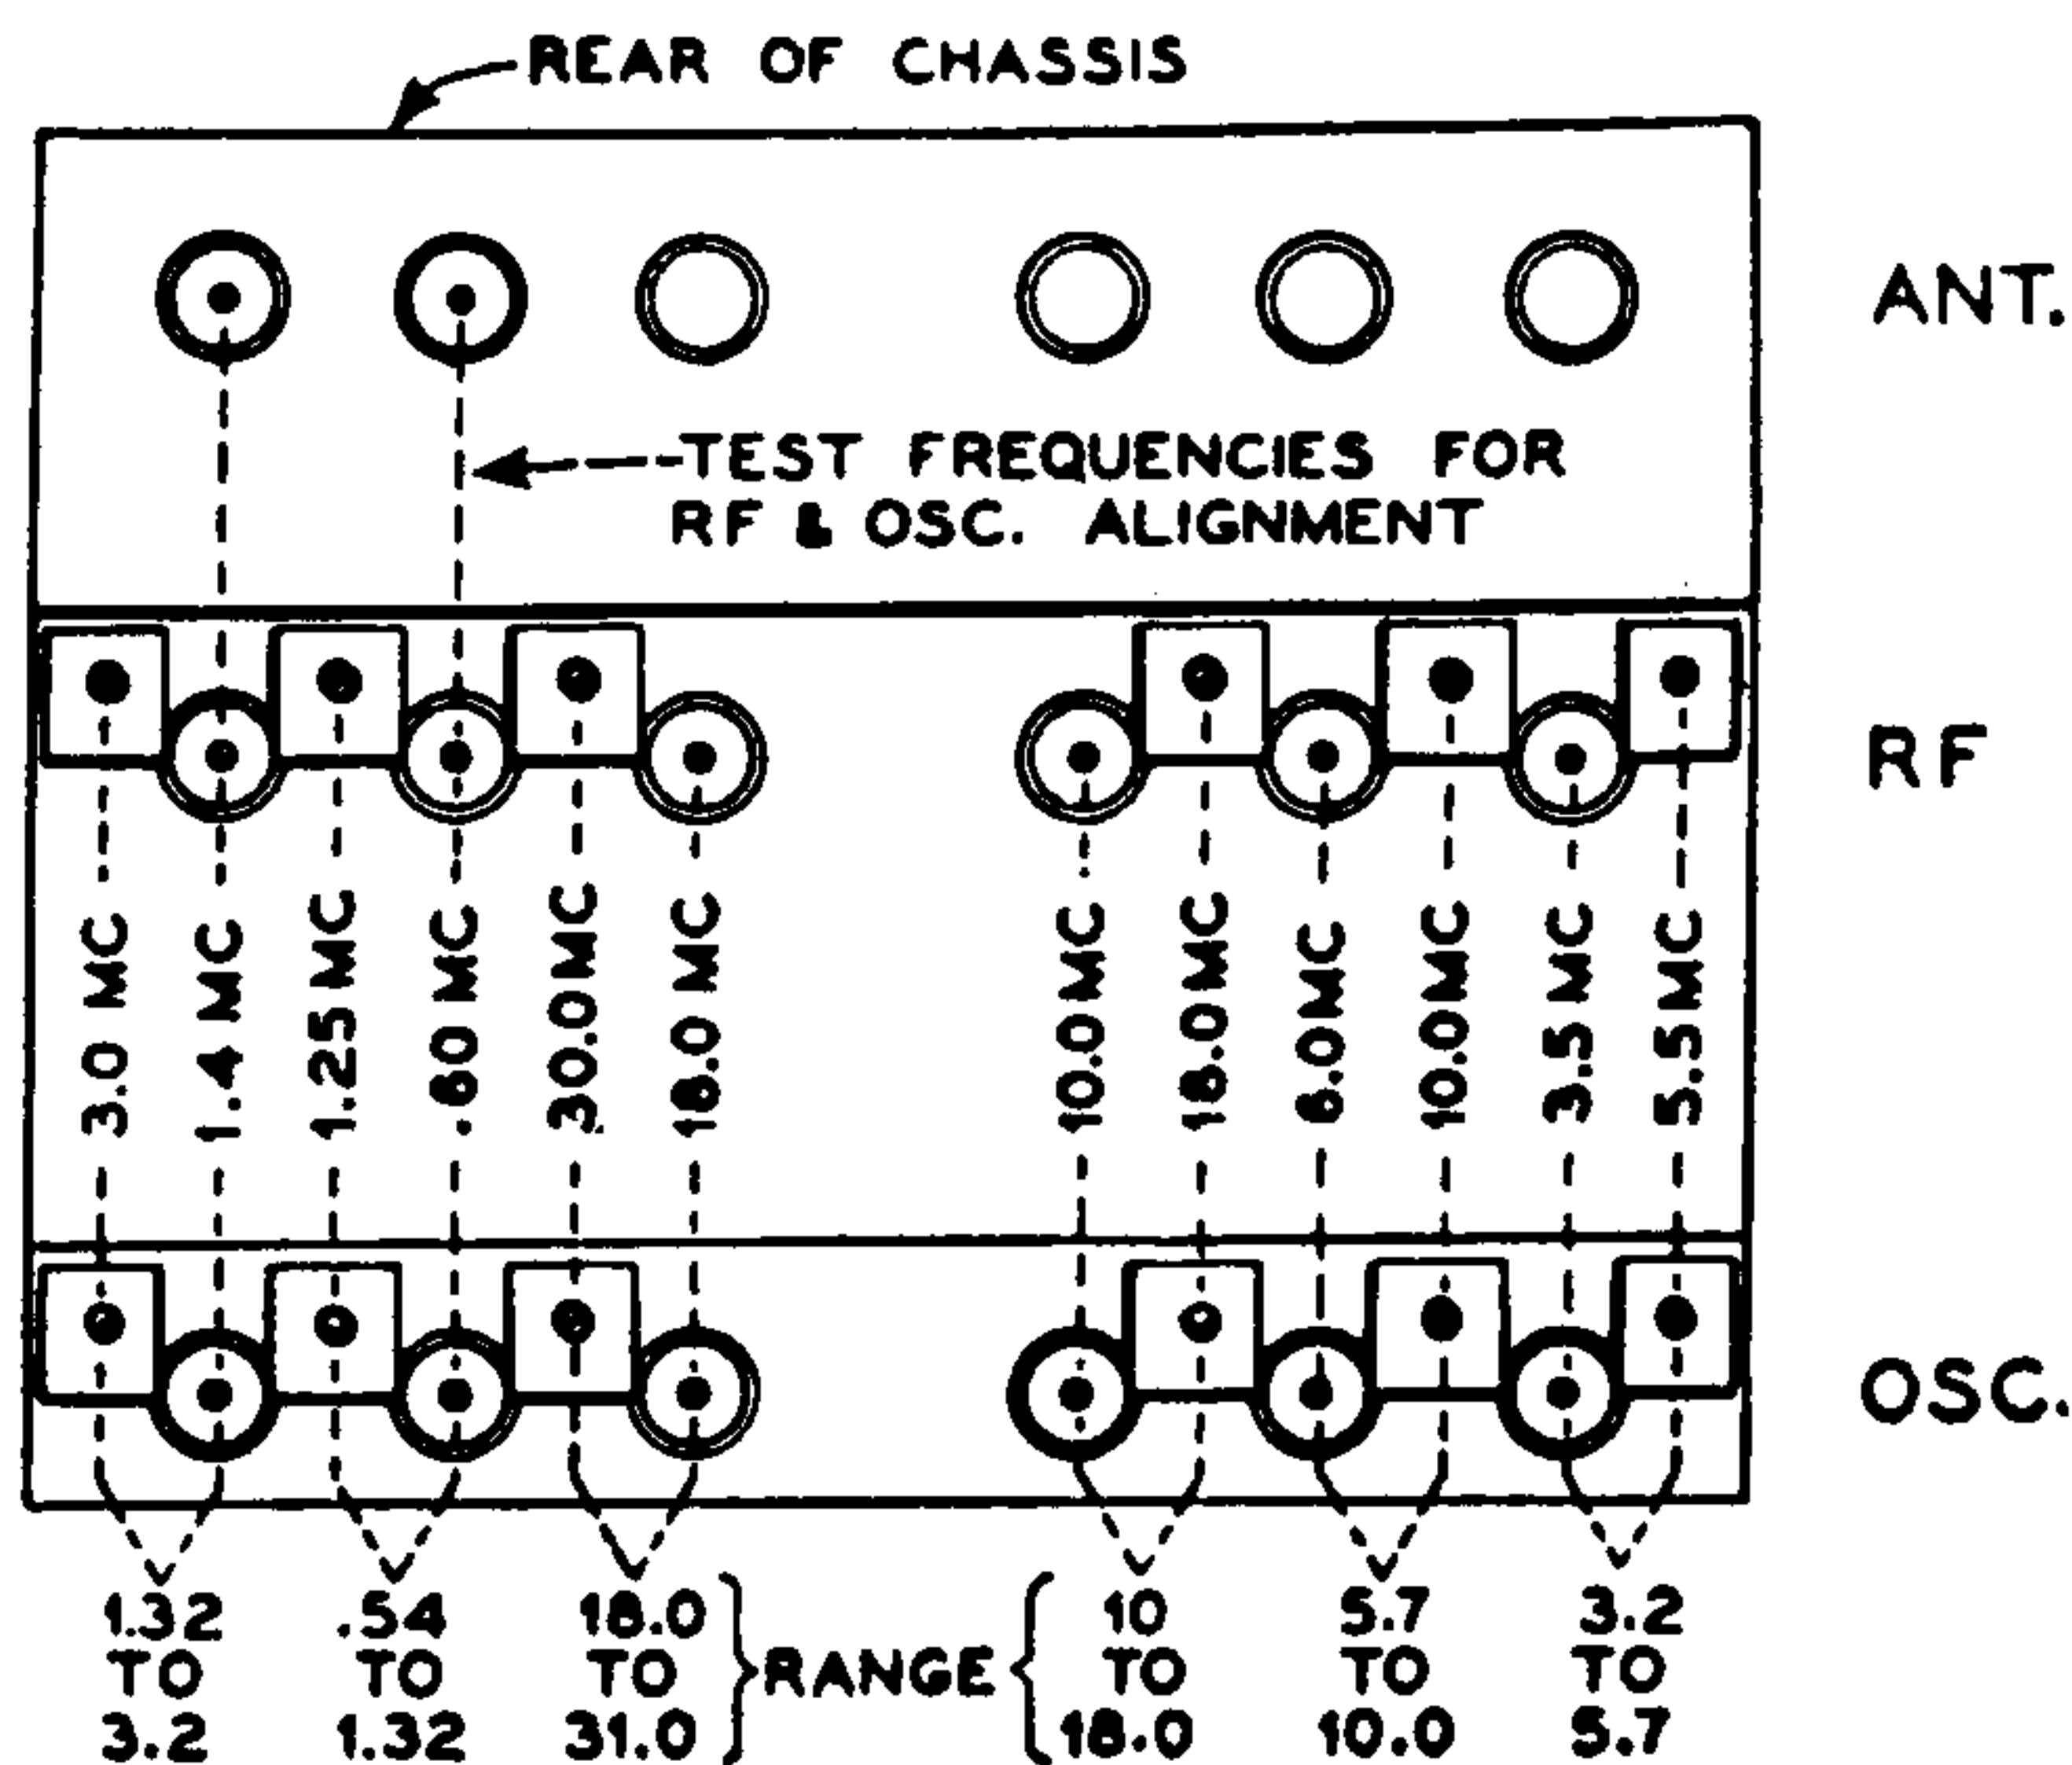 REAR OF CHASSIS
ANT.
TEST FREQUENCIES FOR
RF & OSC. ALIGNMENT
RF
3.0 MC
1.4 MC
1.25 MC
.60 MC
30.0 MC
18.0 MC
10.0 MC
18.0 MC
6.0 MC
10.0 MC
3.5 MC
5.5 MC
OSC.
1.32
TO
3.2
.54
TO
1.32
18.0
TO
31.0
RANGE
10
TO
18.0
5.7
TO
10.0
3.2
TO
5.7